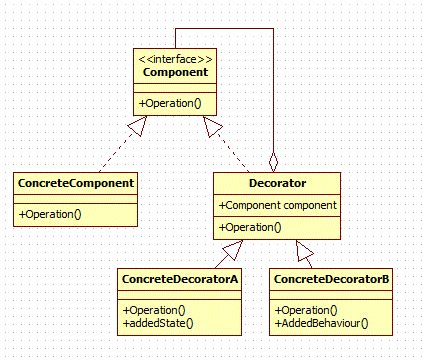 <<interface>>
Component
+Operation()
ConcreteComponent
+Operation()
Decorator
+Component component
+Operation()
ConcreteDecoratorA
+Operation()
+addedState()
ConcreteDecoratorB
+Operation()
+AddedBehaviour()